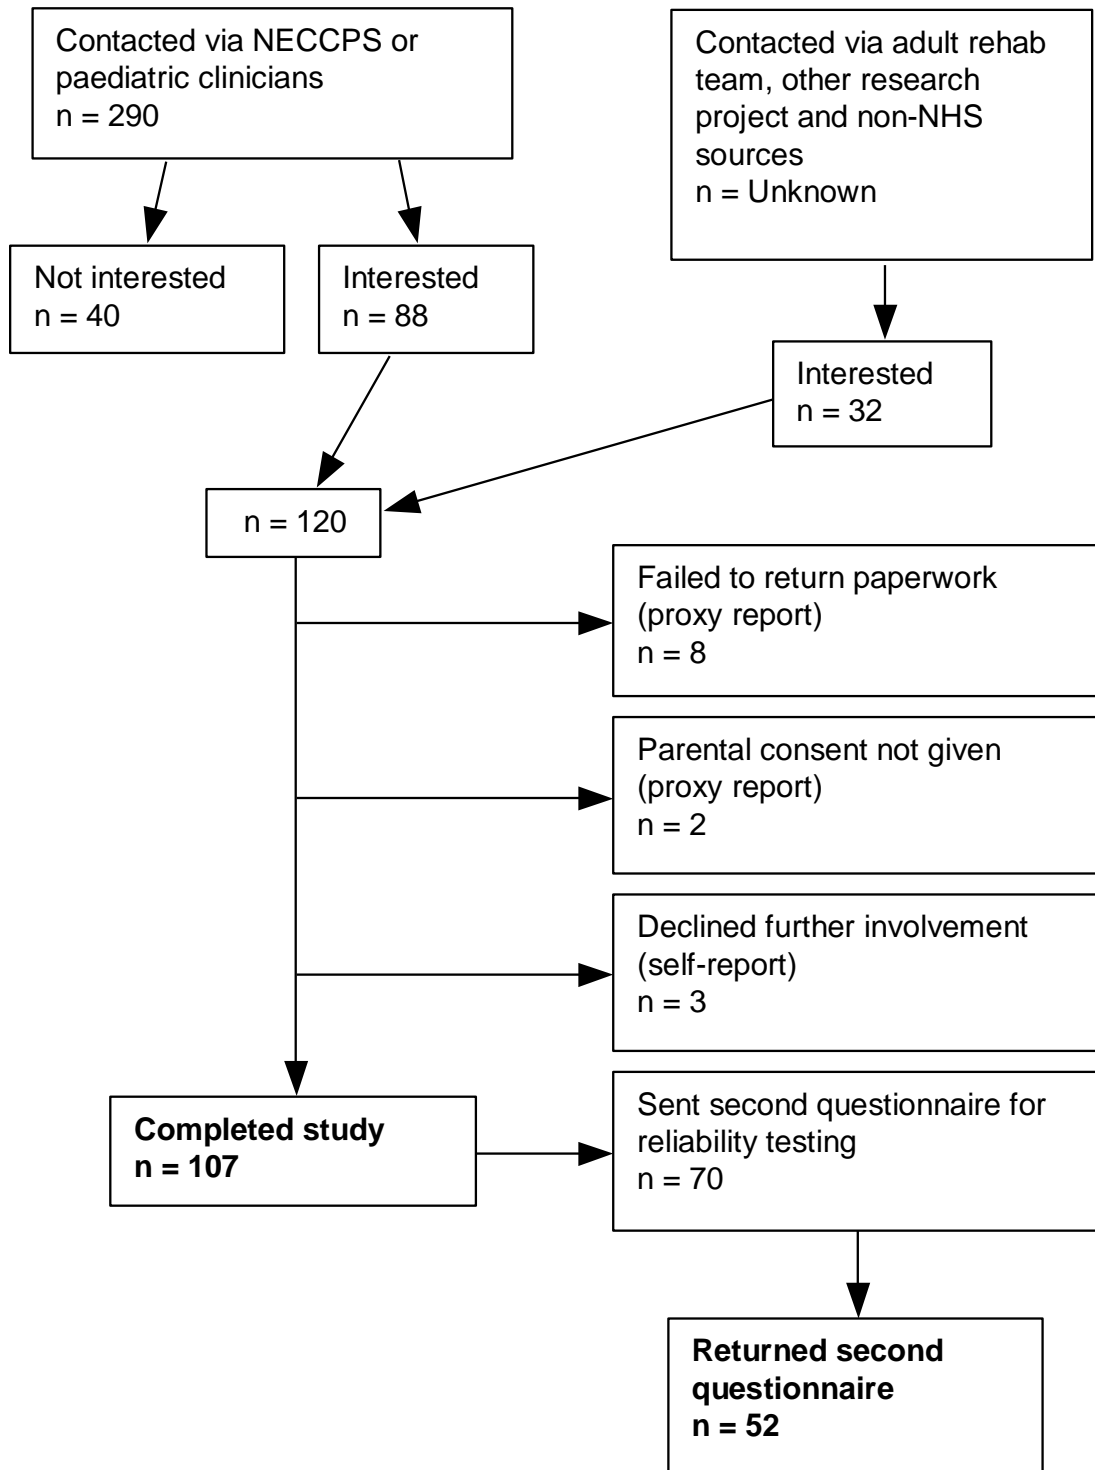 Contacted via NECCPS or
paediatric clinicians
n = 290
Contacted via adult rehab
team, other research
project and non-NHS
sources
n = Unknown
Not interested
n = 40
Interested
n = 88
Interested
n = 32
n = 120
Failed to return paperwork
(proxy report)
n = 8
Parental consent not given
(proxy report)
n = 2
Declined further involvement
(self-report)
n = 3
Completed study
n = 107
Sent second questionnaire for
reliability testing
n = 70
Returned second
questionnaire
n = 52